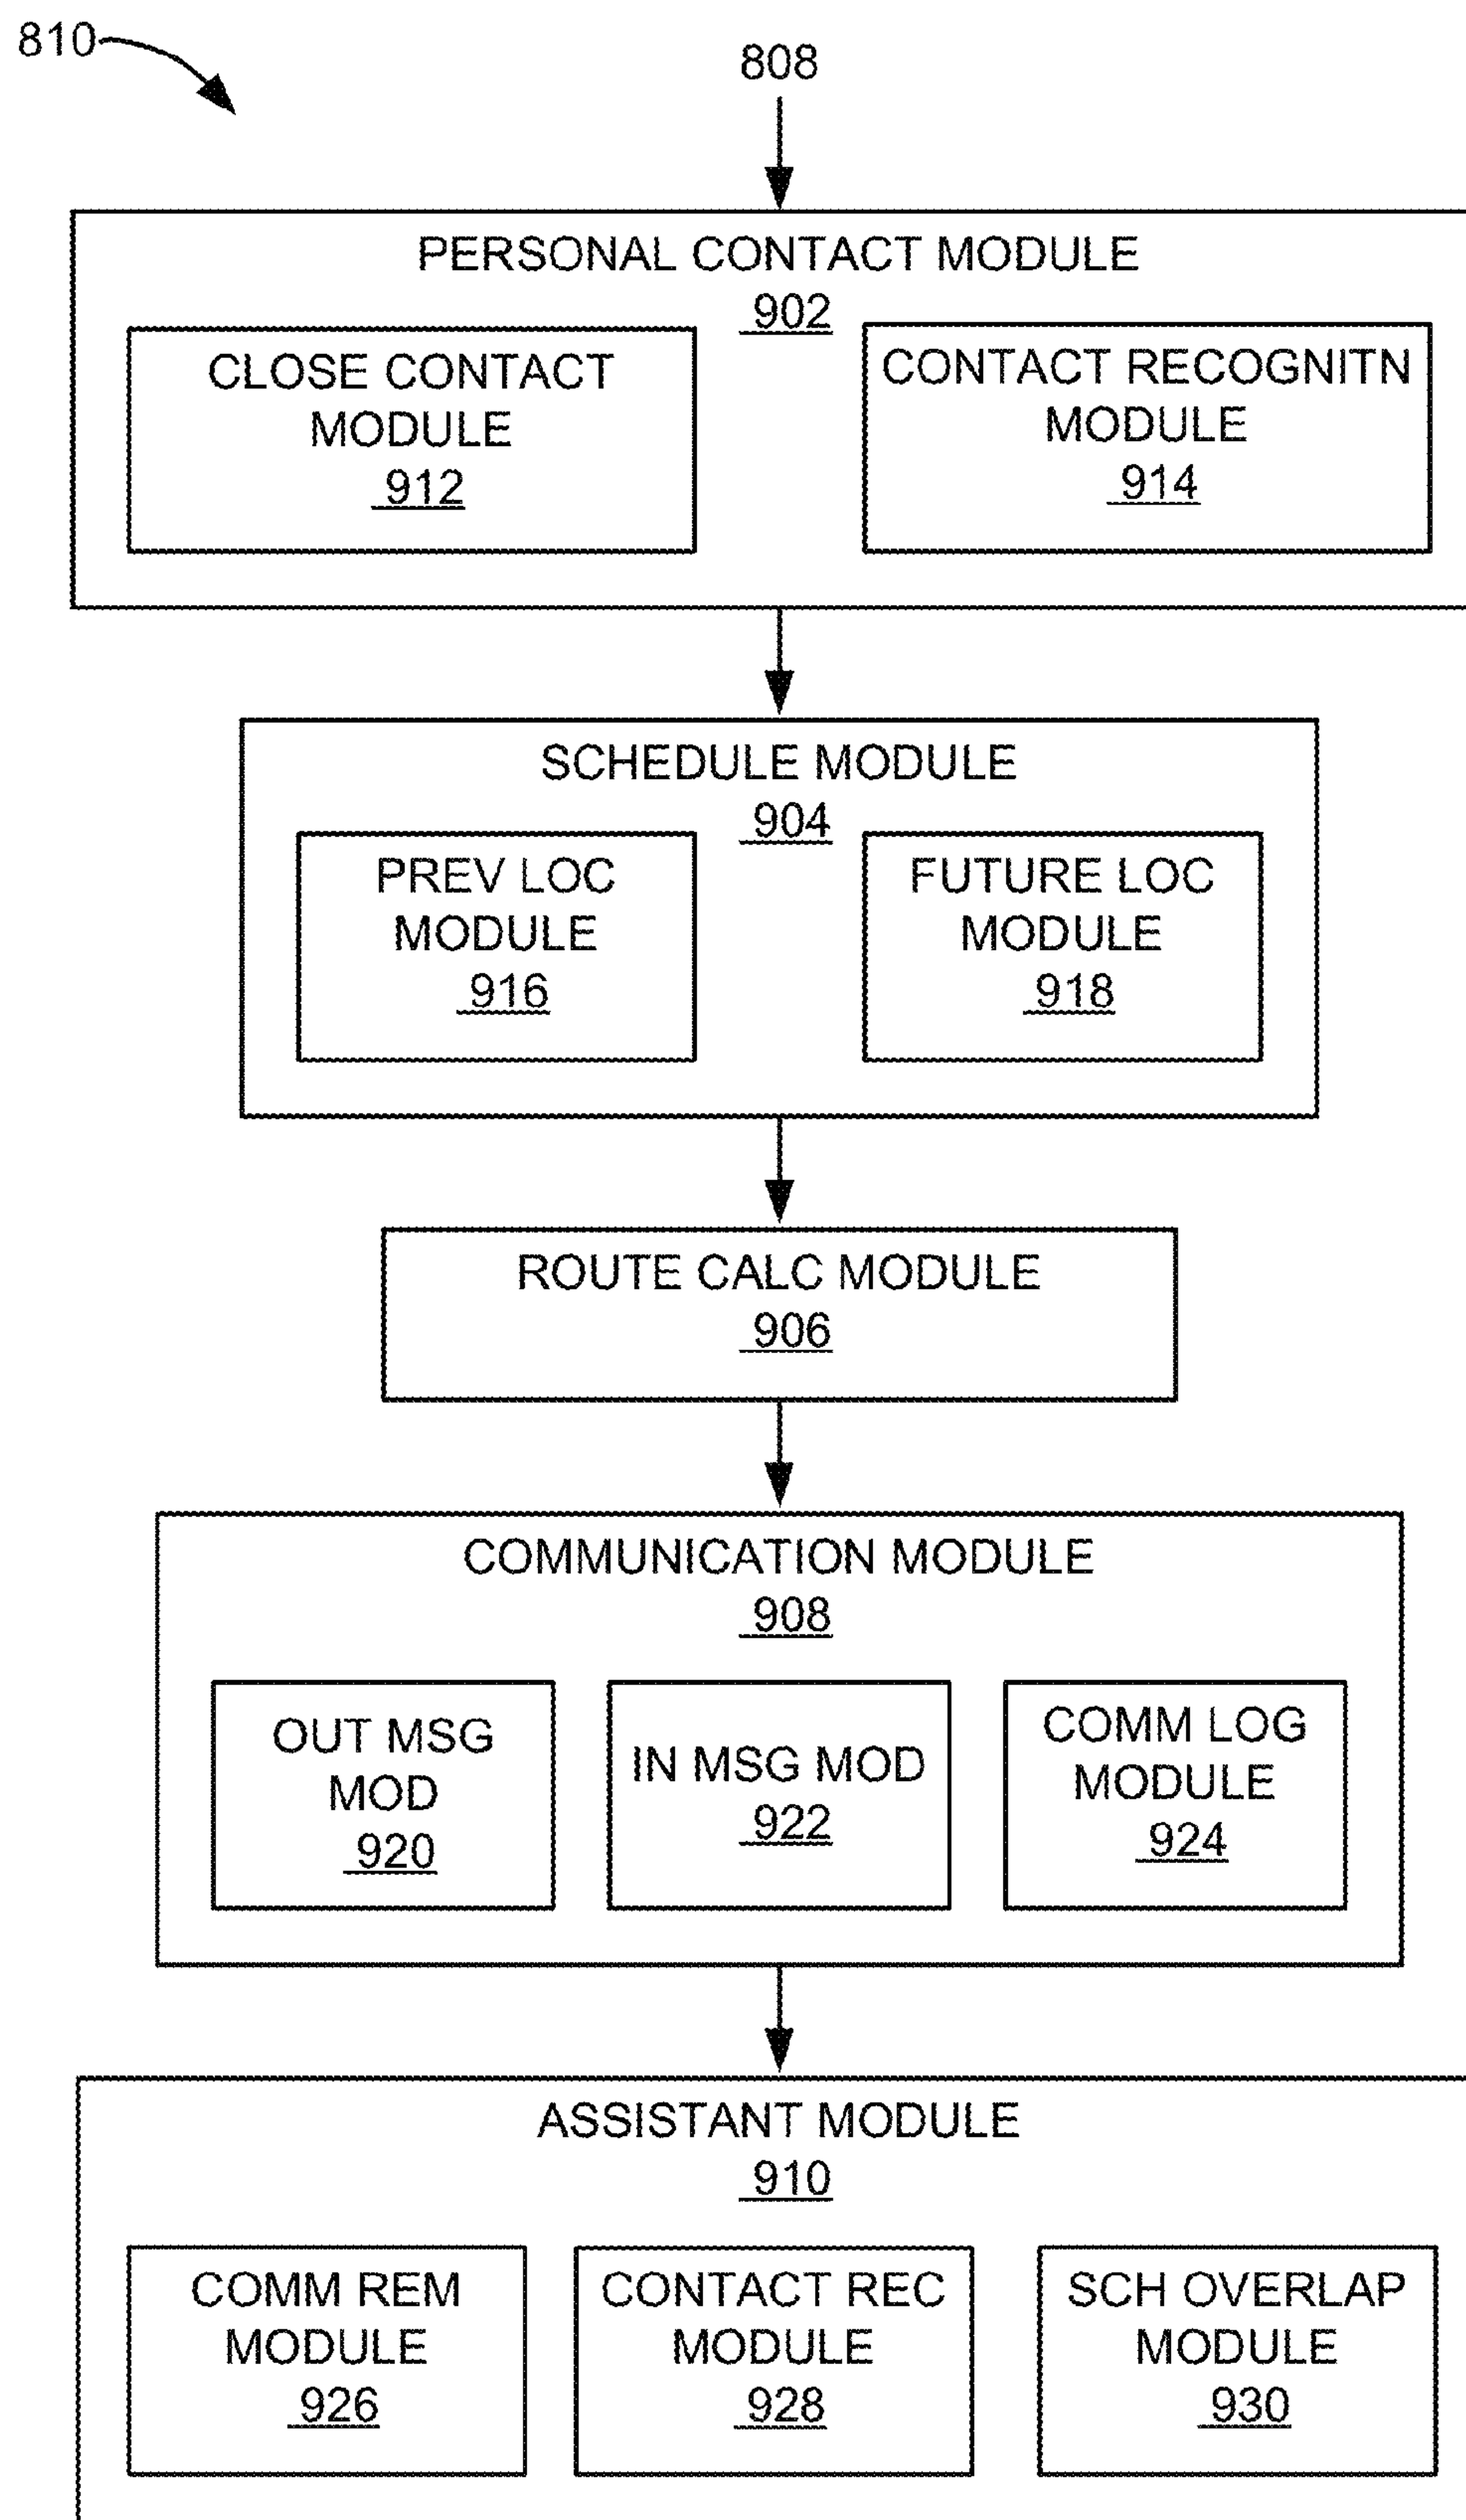 810
808
PERSONAL CONTACT MODULE
902
CLOSE CONTACT
MODULE
912
CONTACT RECOGNITN
MODULE
914
SCHEDULE MODULE
904
PREV LOC
MODULE
916
FUTURE LOC
MODULE
918
ROUTE CALC MODULE
906
COMMUNICATION MODULE
908
OUT MSG
MOD
920
IN MSG MOD
922
COMM LOG
MODULE
924
ASSISTANT MODULE
910
COMM REM
MODULE
926
CONTACT REC
MODULE
928
SCH OVERLAP
MODULE
930